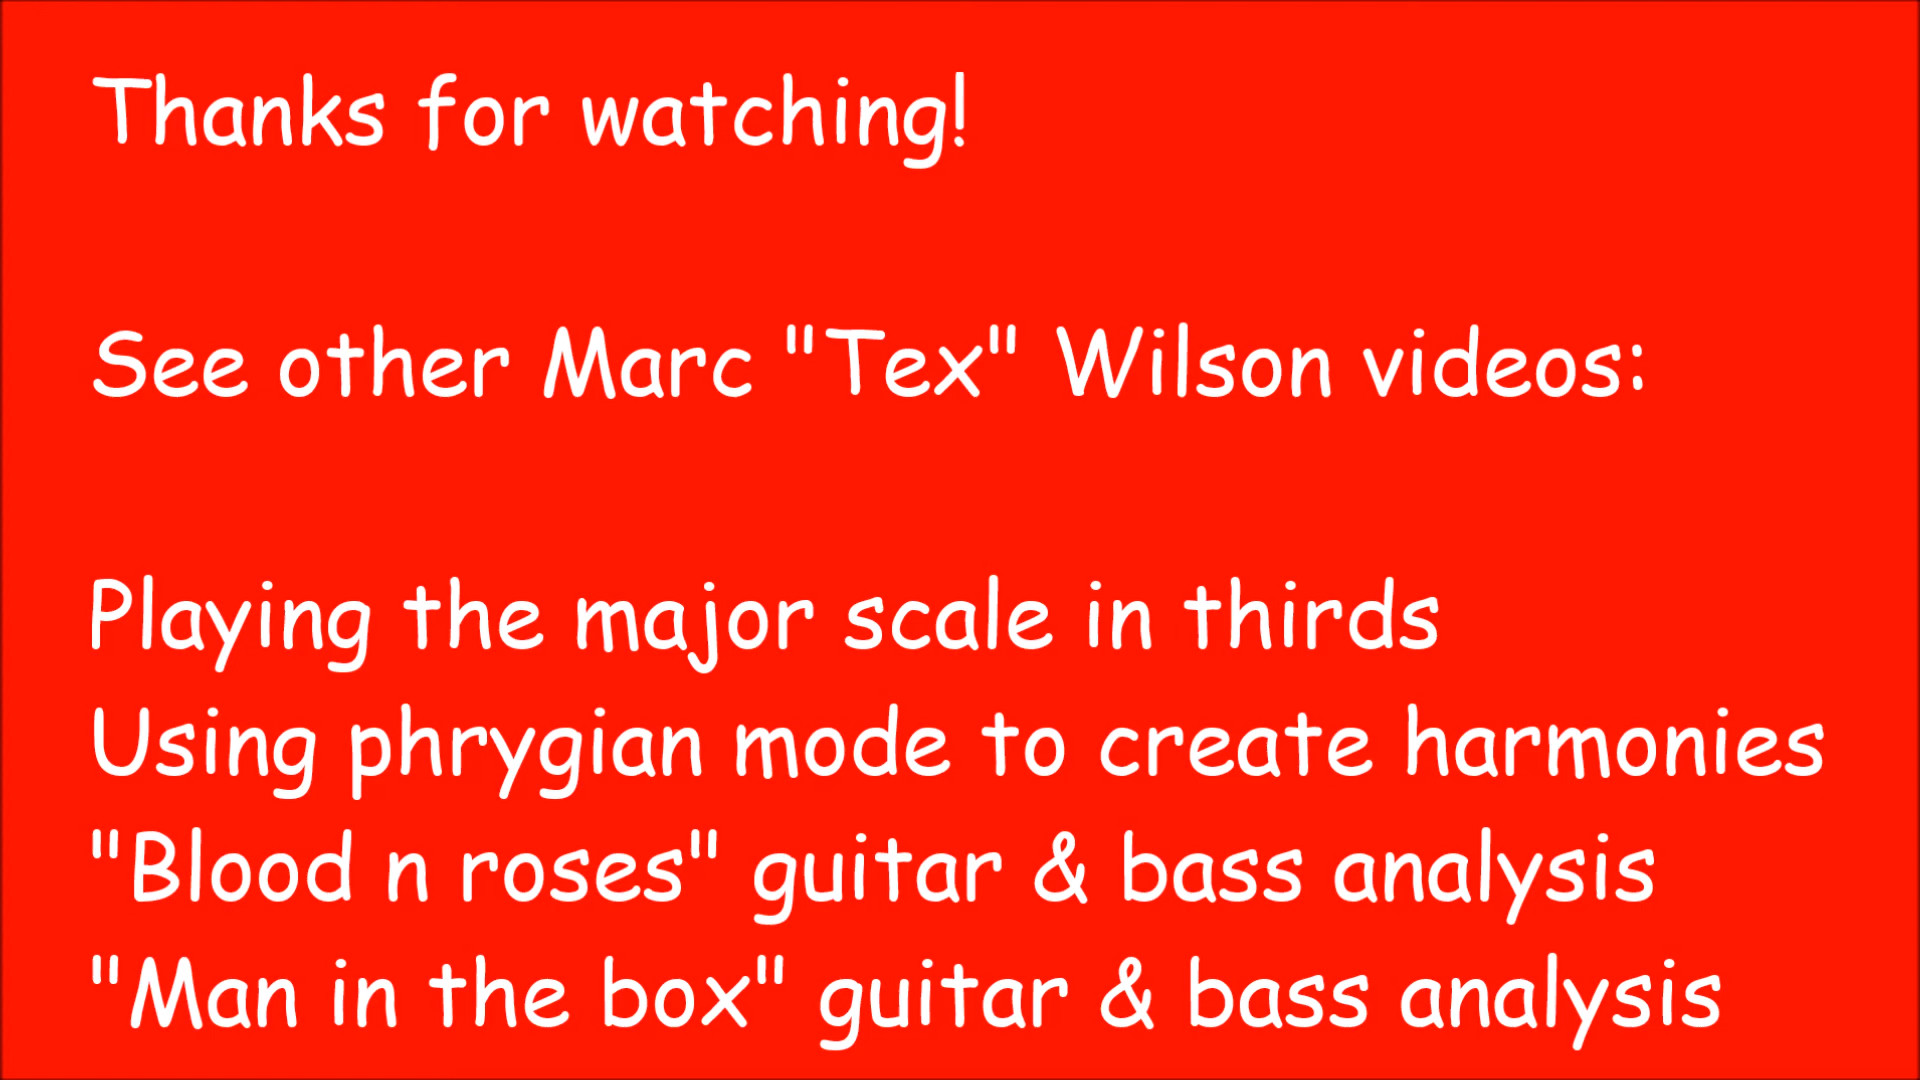 Thanks for watching!
See other Marc "Tex" Wilson videos:
Playing the major scale in thirds
Using phrygian mode to create harmonies
"Blood n roses" guitar & bass analysis
"Man in the box" guitar & bass analysis